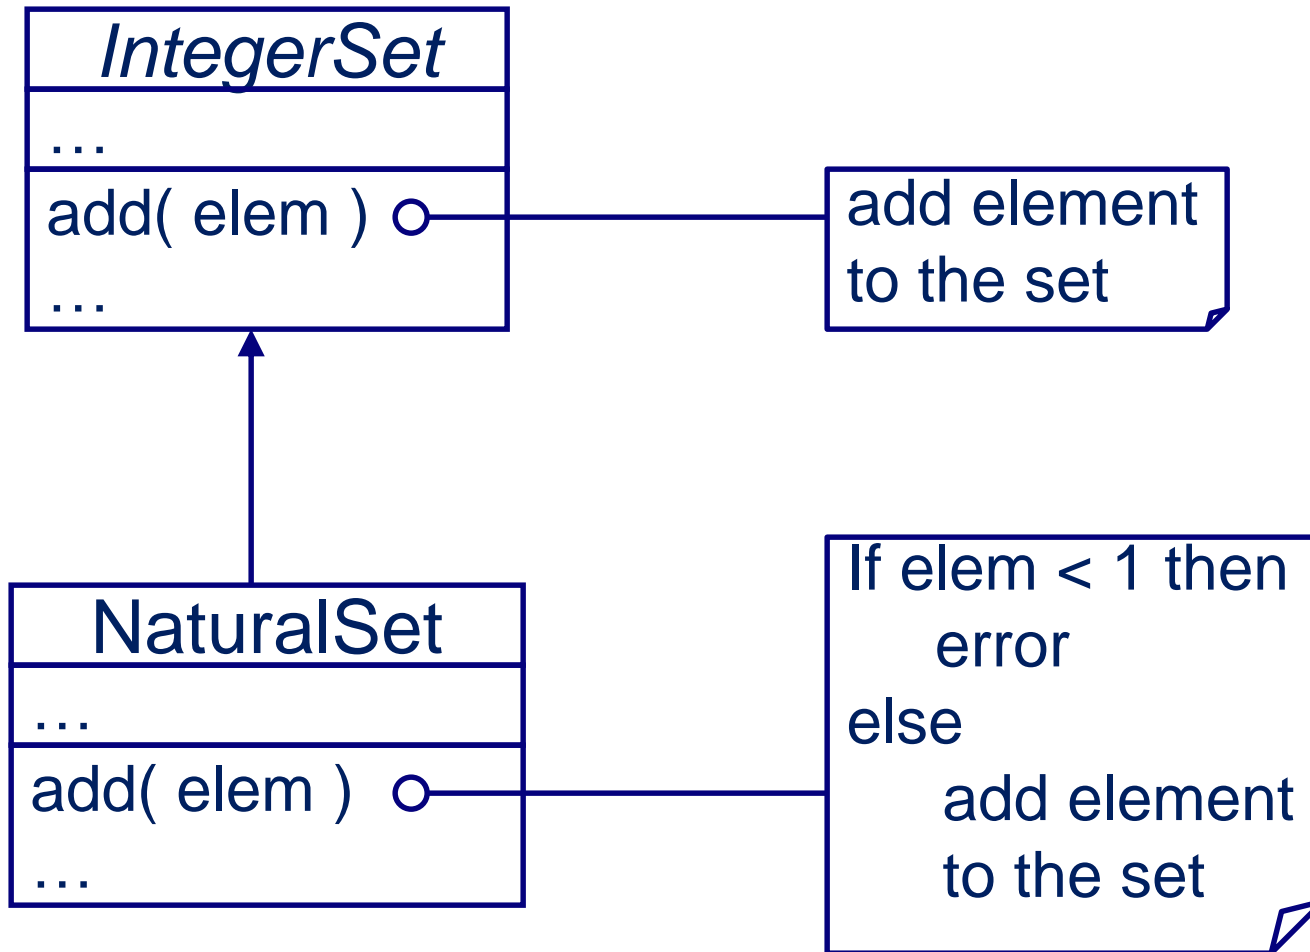 IntegerSet
…
add( elem )
…
add element
to the set
NaturalSet
…
add( elem )
…
If elem < 1 then
error
else
add element
to the set